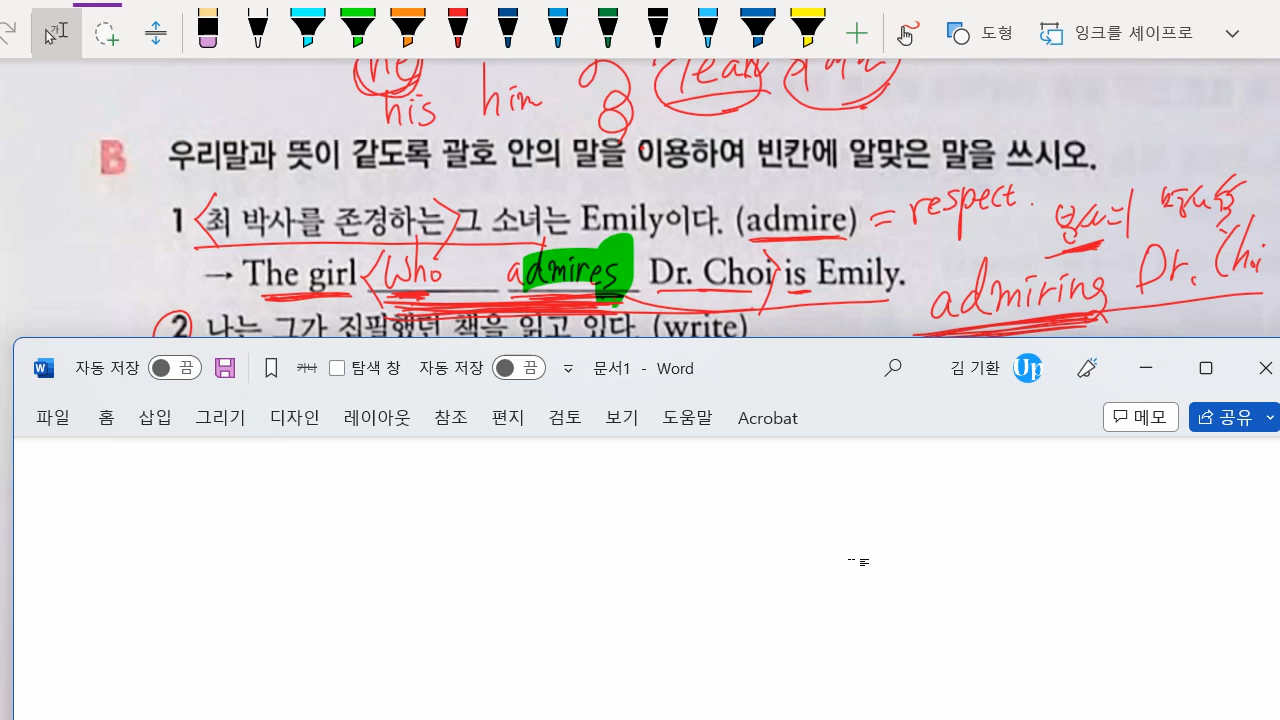 도형 잉크를 셰이프로
he lean
his him
B 우리말과 뜻이 같도록 괄호 안의 말을 이용하여 빈칸에 알맞은 말을 쓰시오.
1 최 박사를 존경하는 그 소녀는 Emily이다. (admire) = respect.
→ The girl who admires Dr. Choi is Emily. admiring Dr. Choi
2 나는 그가 집필했던 책을 읽고 있다. (write)
자동 저장 끔 가나 탐색 창 자동 저장 끔 문서1 - Word 김 기환 Up
파일 홈 삽입 그리기 디자인 레이아웃 참조 편지 검토 보기 도움말 Acrobat 메모 공유